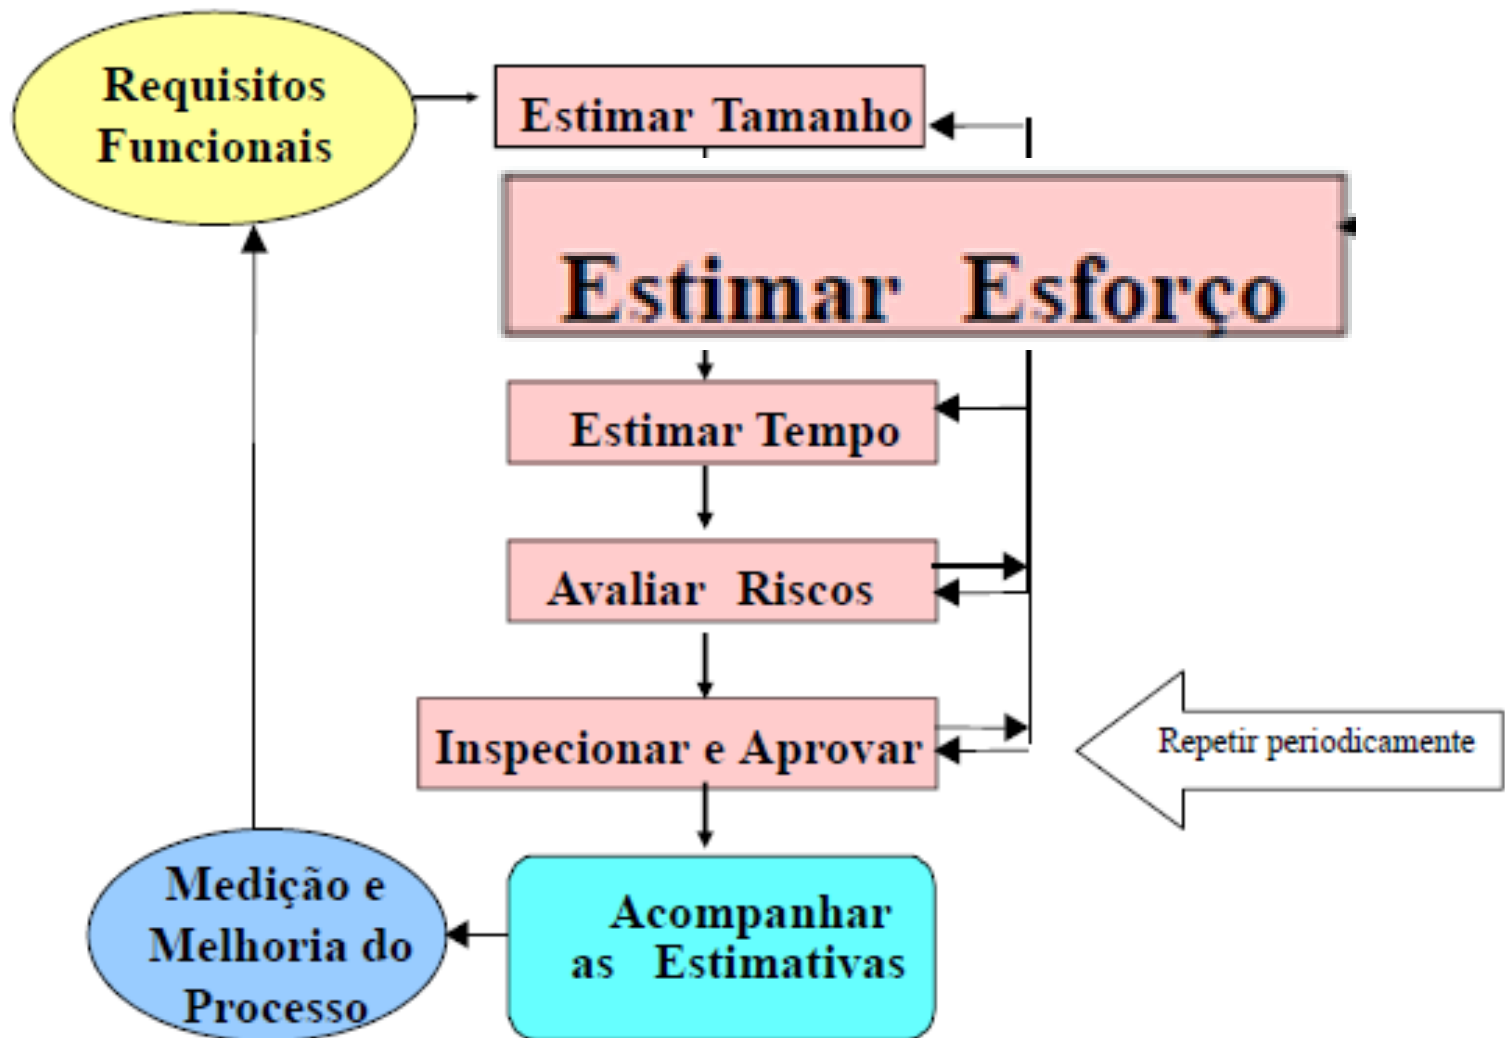 Requisitos
Funcionais
Estimar Tamanho
Estimar Esforço
Estimar Tempo
Avaliar Riscos
Inspecionar e Aprovar
Repetir periodicamente
Acompanhar
as Estimativas
Medição e
Melhoria do
Processo